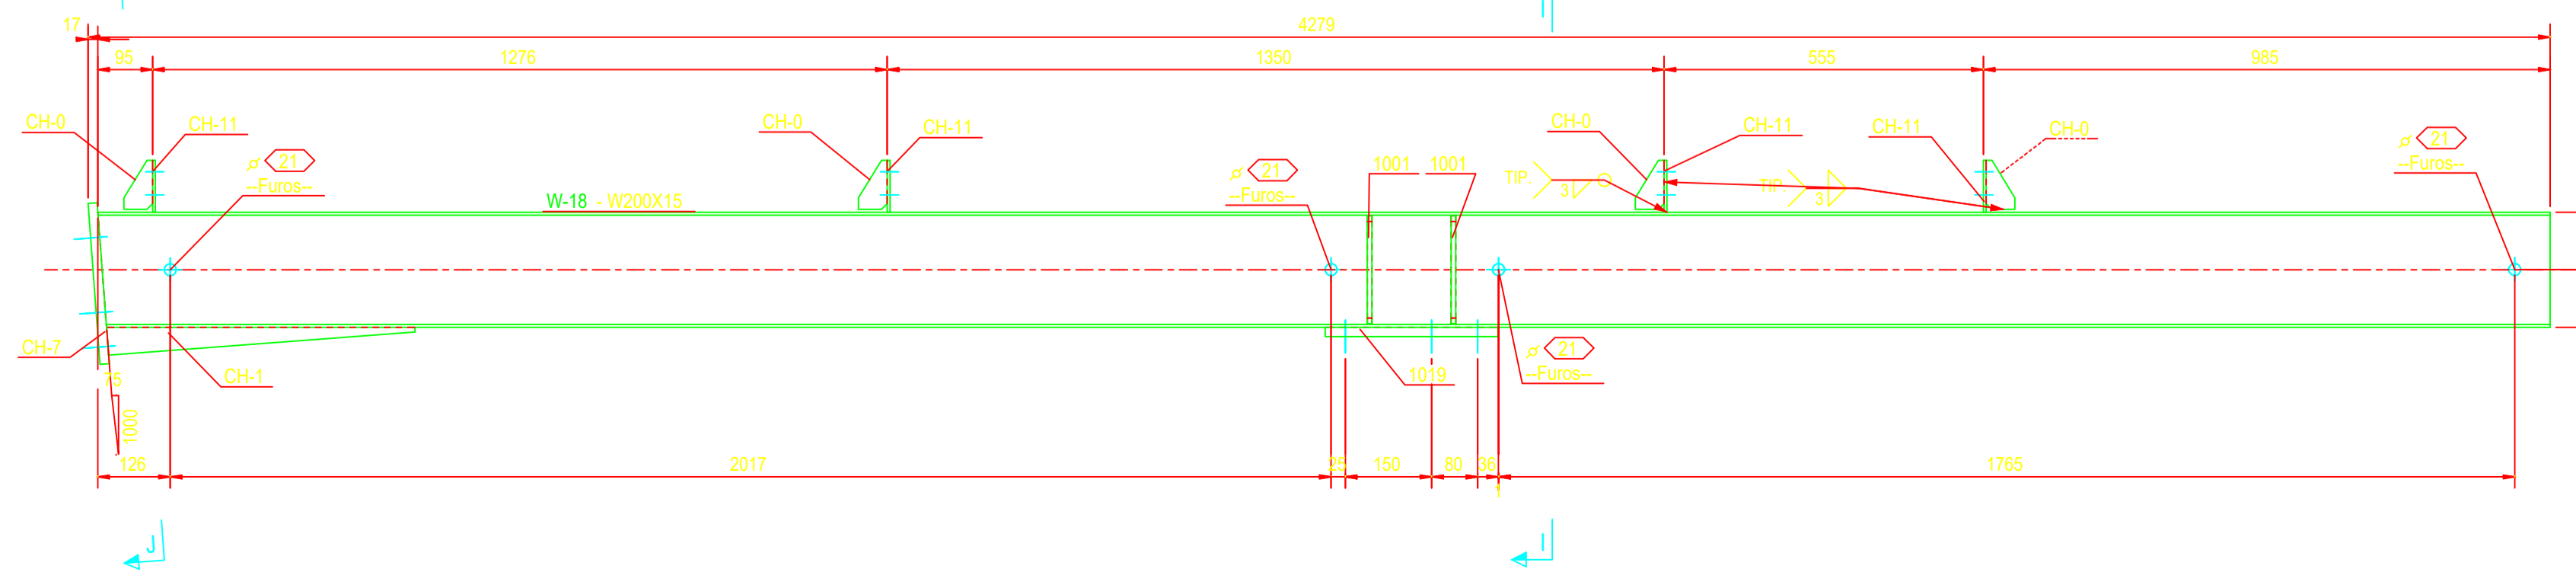 17
4279
95
1276
1350
555
985
CH-0
CH-11
CH-0
CH-11
CH-0
CH-11
CH-11
CH-0
⌀ 21
--Furos--
⌀ 21
--Furos--
1001
1001
TIP.
3
TIP.
3
⌀ 21
--Furos--
W-18 - W200X15
CH-7
CH-1
75
1000
1019
⌀ 21
--Furos--
126
2017
25
150
80
36
1765
J
I
I